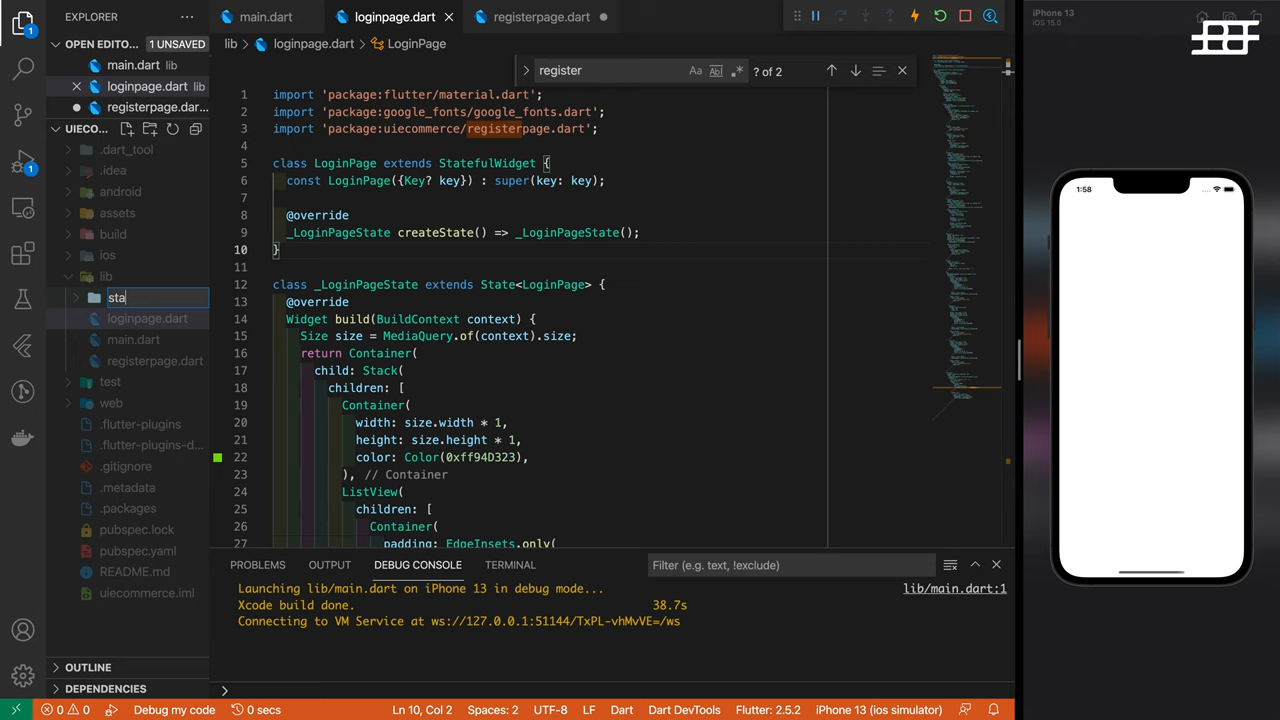 EXPLORER
main.dart
loginpage.dart
registerpage.dart
iPhone 13
iOS 15.0
1
OPEN EDITO...
1 UNSAVED
main.dart lib
loginpage.dart lib
registerpage.da...
lib > loginpage.dart > LoginPage
register
Aa
Ab
? of 2
UIECO...
.dart_tool
.idea
android
assets
build
ios
lib
sta
loginpage.dart
main.dart
registerpage.dart
test
web
.flutter-plugins
.flutter-plugins-d...
.gitignore
.metadata
.packages
pubspec.lock
pubspec.yaml
README.md
uiecommerce.iml
OUTLINE
DEPENDENCIES
1
import 'package:flutter/material.dart';
2 import 'package:google_fonts/google_fonts.dart';
3 import 'package:uiecommerce/registerpage.dart';
4
5 class LoginPage extends StatefulWidget {
6 const LoginPage({Key? key}) : super(key: key);
7
8 @override
9 _LoginPageState createState() => _LoginPageState();
10 }
11
12 class _LoginPageState extends State<LoginPage> {
13 @override
14 Widget build(BuildContext context) {
15 Size size = MediaQuery.of(context).size;
16 return Container(
17 child: Stack(
18 children: [
19 Container(
20 width: size.width * 1,
21 height: size.height * 1,
22 color: Color(0xff94D323),
23 ), // Container
24 ListView(
25 children: [
26 Container(
27 padding: EdgeInsets.only(
1:58
PROBLEMS OUTPUT DEBUG CONSOLE TERMINAL
Filter (e.g. text, !exclude)
Launching lib/main.dart on iPhone 13 in debug mode...
lib/main.dart:1
Xcode build done. 38.7s
Connecting to VM Service at ws://127.0.0.1:51144/TxPL-vhMvVE=/ws
0 0 Debug my code 0 secs Ln 10, Col 2 Spaces: 2 UTF-8 LF Dart Dart DevTools Flutter: 2.5.2 iPhone 13 (ios simulator)